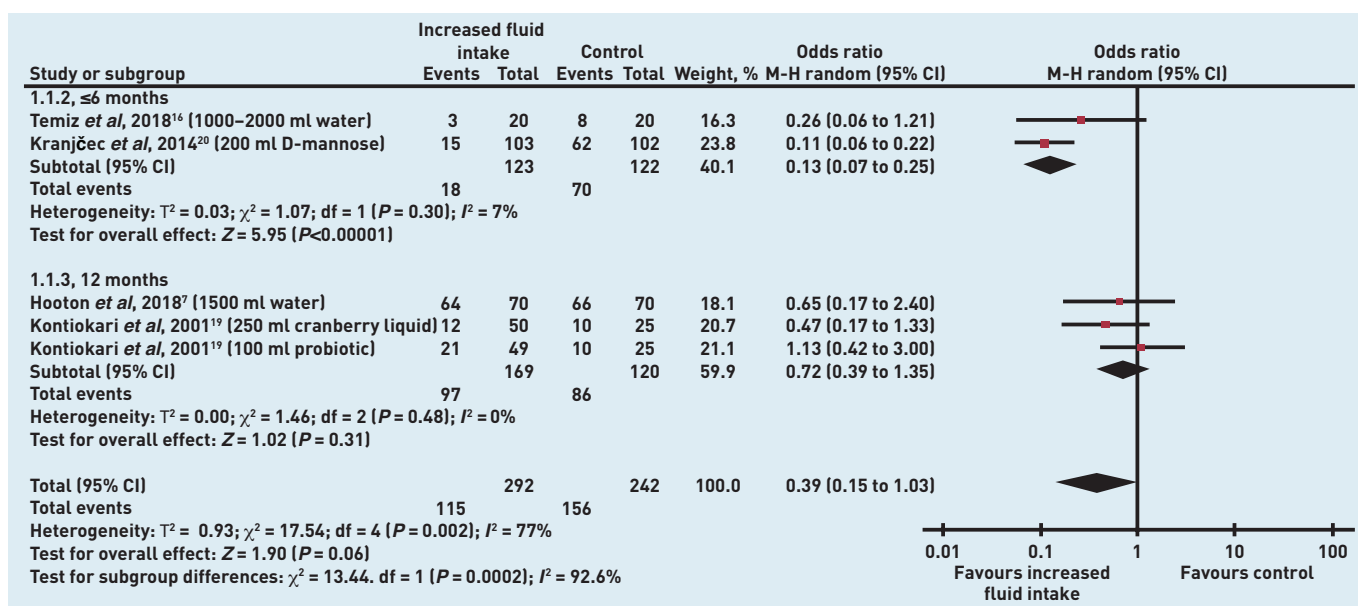 Increased fluid
intake Control Odds ratio Odds ratio
Study or subgroup Events Total Events Total Weight, % M-H random (95% CI) M-H random (95% CI)
1.1.2, ≤6 months
Temiz et al, 2018¹⁶ (1000–2000 ml water) 3 20 8 20 16.3 0.26 (0.06 to 1.21)
Kranjčec et al, 2014²⁰ (200 ml D-mannose) 15 103 62 102 23.8 0.11 (0.06 to 0.22)
Subtotal (95% CI) 123 122 40.1 0.13 (0.07 to 0.25)
Total events 18 70
Heterogeneity: T² = 0.03; χ² = 1.07; df = 1 (P = 0.30); I² = 7%
Test for overall effect: Z = 5.95 (P<0.00001)
1.1.3, 12 months
Hooton et al, 2018⁷ (1500 ml water) 64 70 66 70 18.1 0.65 (0.17 to 2.40)
Kontiokari et al, 2001¹⁹ (250 ml cranberry liquid) 12 50 10 25 20.7 0.47 (0.17 to 1.33)
Kontiokari et al, 2001¹⁹ (100 ml probiotic) 21 49 10 25 21.1 1.13 (0.42 to 3.00)
Subtotal (95% CI) 169 120 59.9 0.72 (0.39 to 1.35)
Total events 97 86
Heterogeneity: T² = 0.00; χ² = 1.46; df = 2 (P = 0.48); I² = 0%
Test for overall effect: Z = 1.02 (P = 0.31)
Total (95% CI) 292 242 100.0 0.39 (0.15 to 1.03)
Total events 115 156
Heterogeneity: T² = 0.93; χ² = 17.54; df = 4 (P = 0.002); I² = 77%
Test for overall effect: Z = 1.90 (P = 0.06)
Test for subgroup differences: χ² = 13.44. df = 1 (P = 0.0002); I² = 92.6%
0.01 0.1 1 10 100
Favours increased Favours control
fluid intake